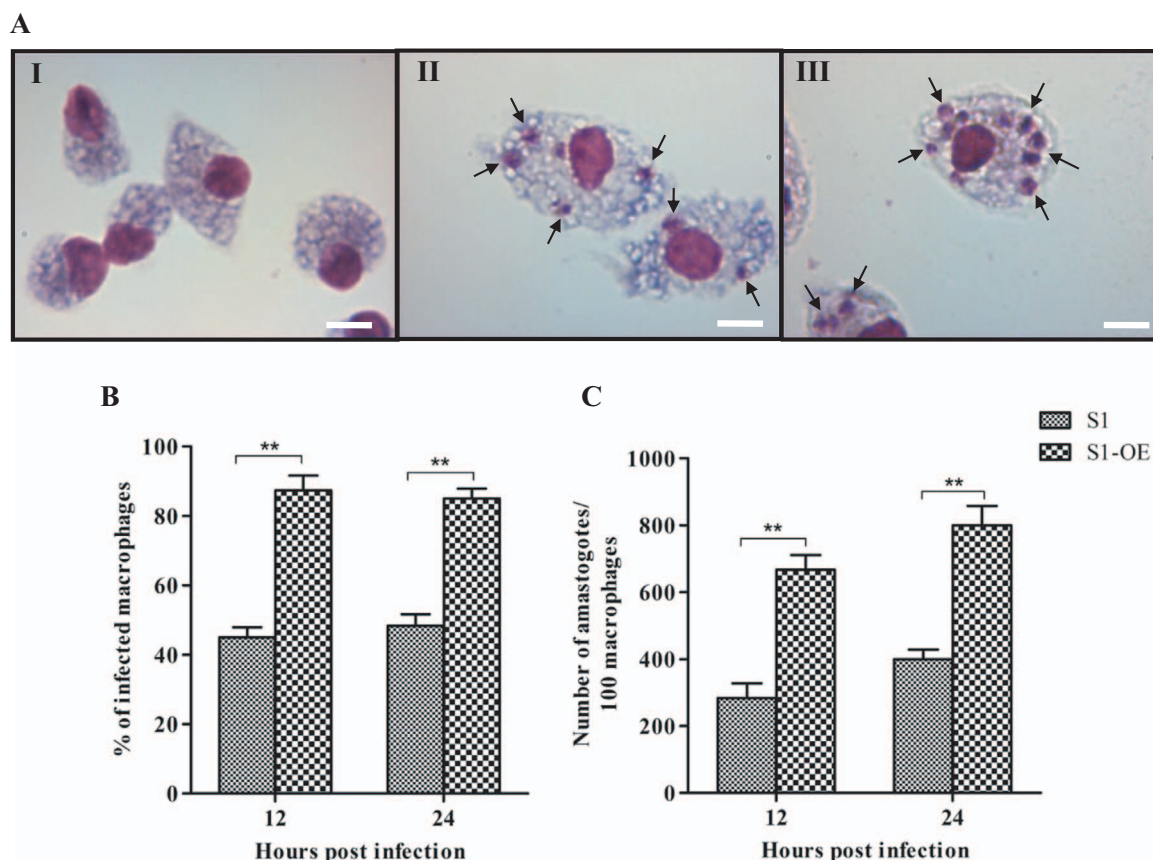 A
I
II
III
B
% of infected macrophages
100
80
60
40
20
0
**
**
12
24
Hours post infection
C
Number of amastogotes/
100 macrophages
1000
800
600
400
200
0
**
**
12
24
Hours post infection
S1
S1-OE